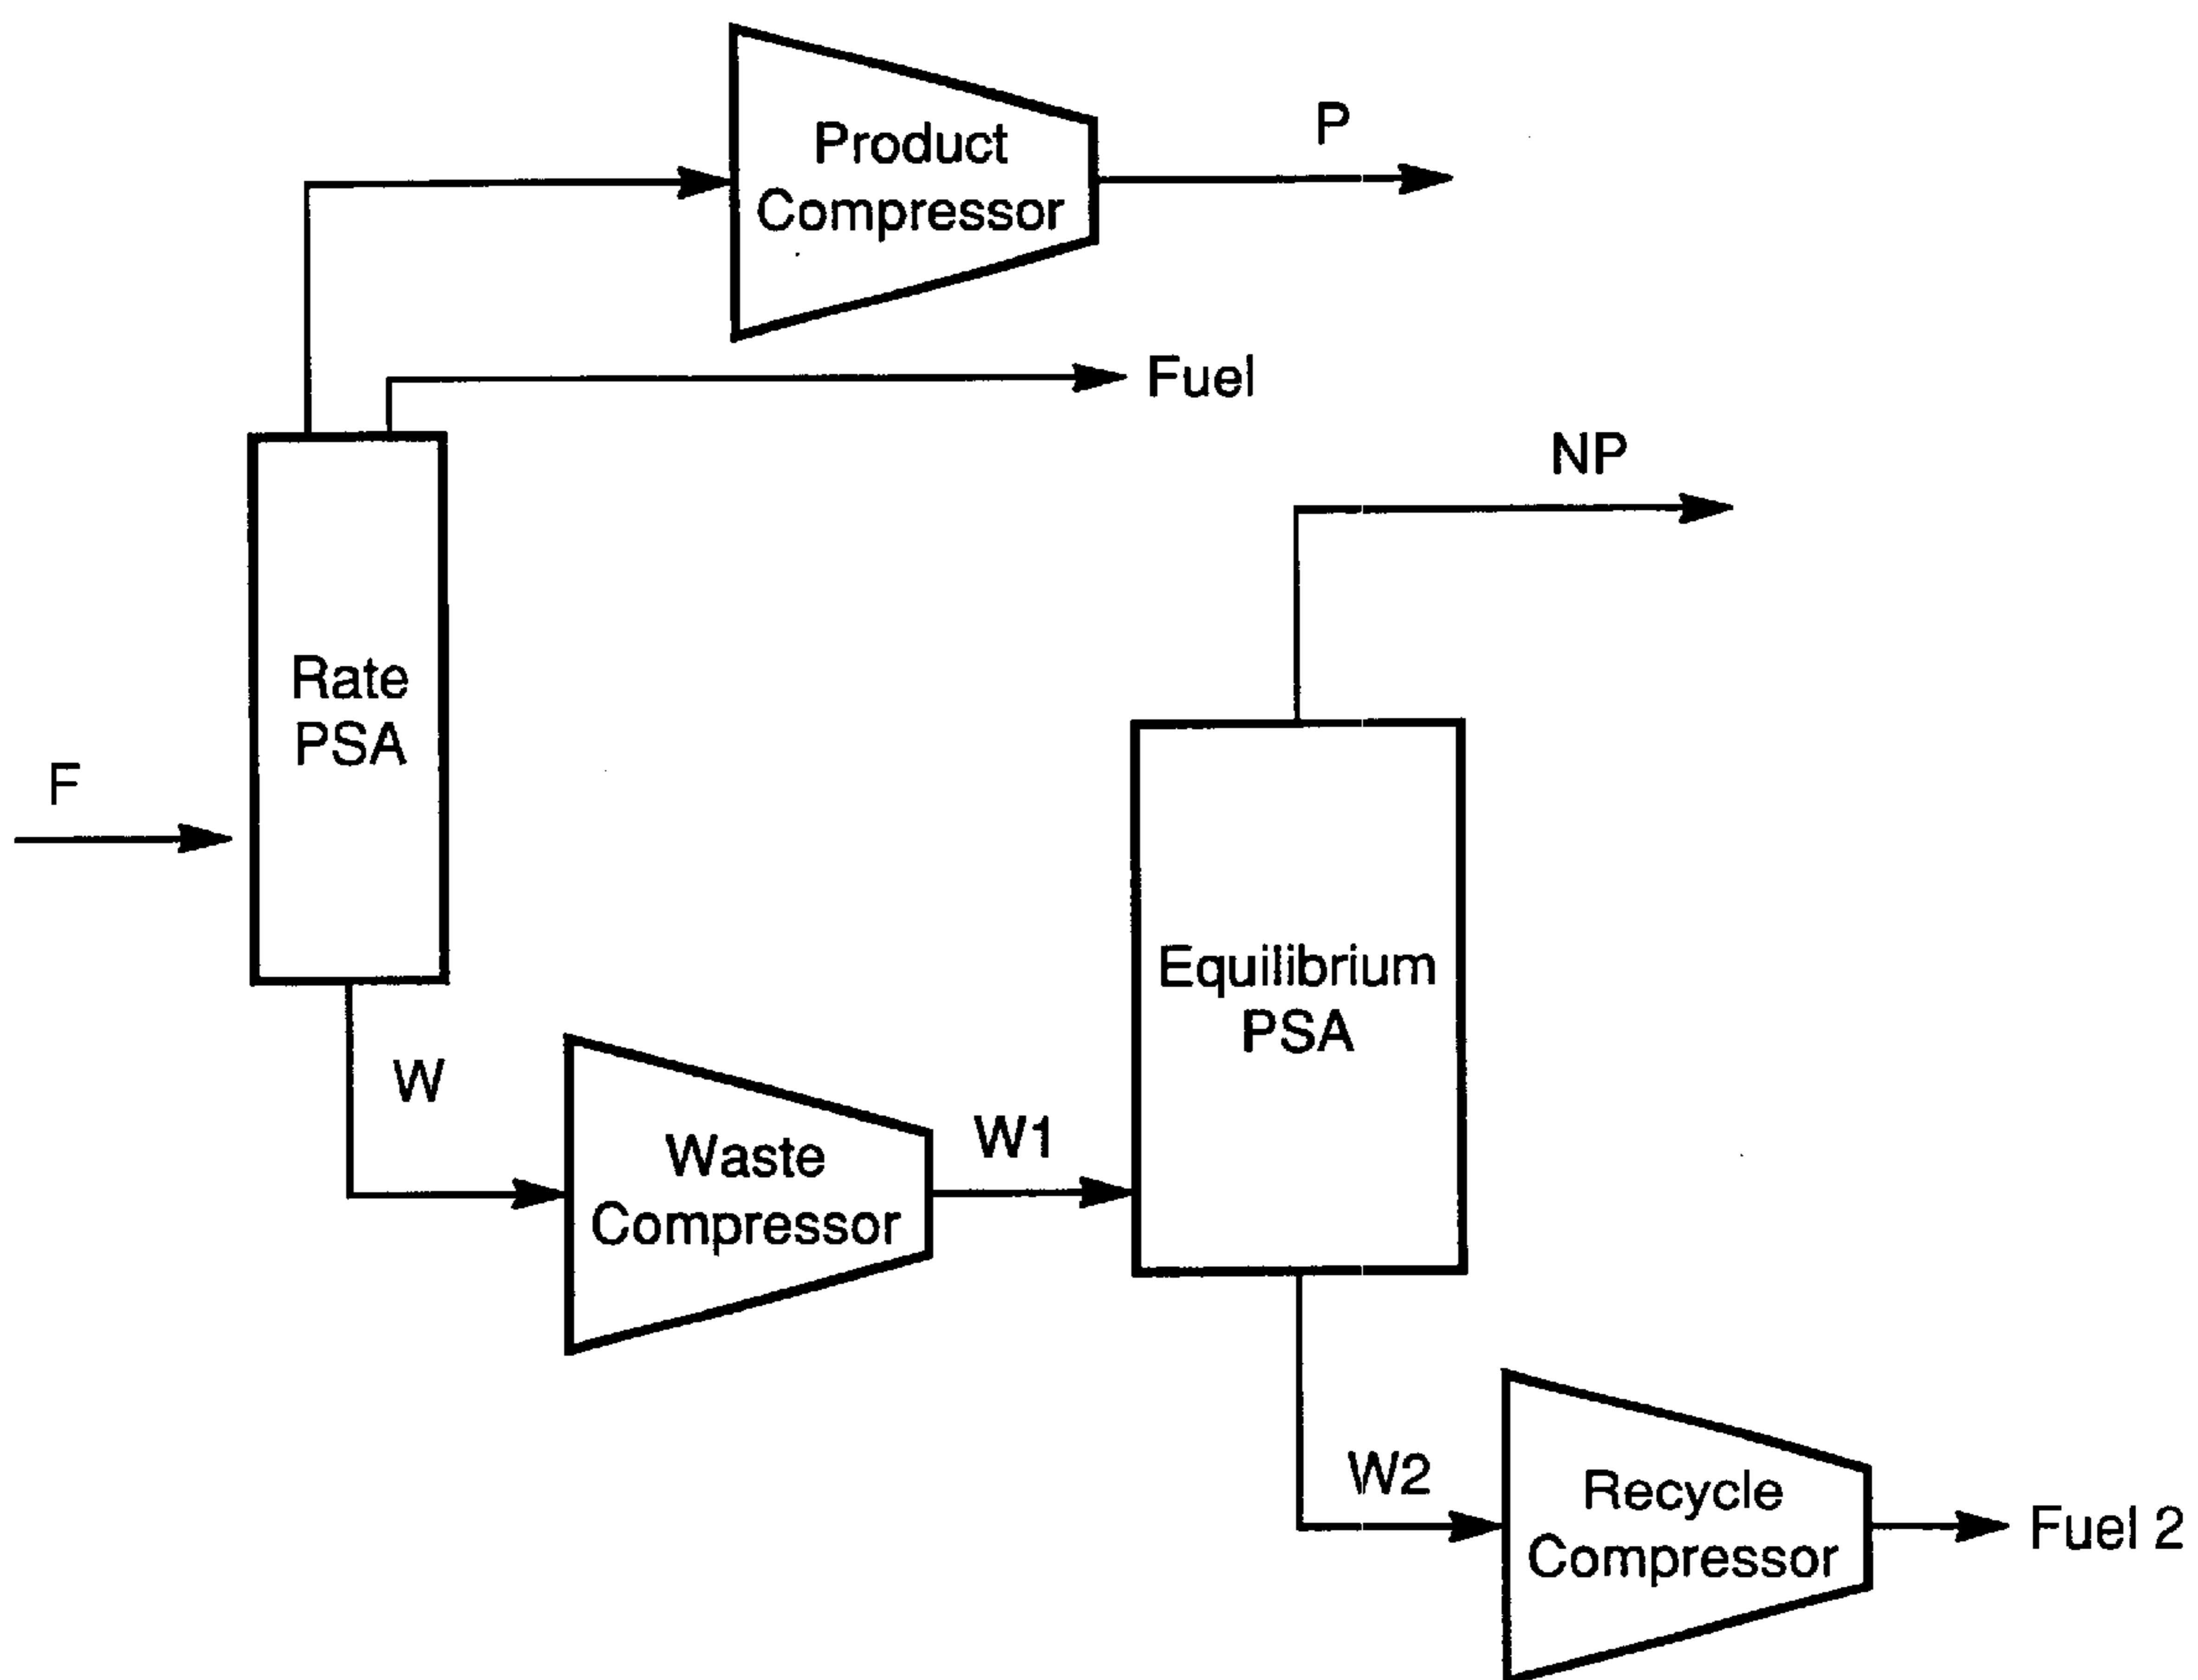 P
Product
Compressor
Fuel
NP
Rate
PSA
F
Equilibrium
PSA
W
W1
Waste
Compressor
W2
Recycle
Compressor
Fuel 2